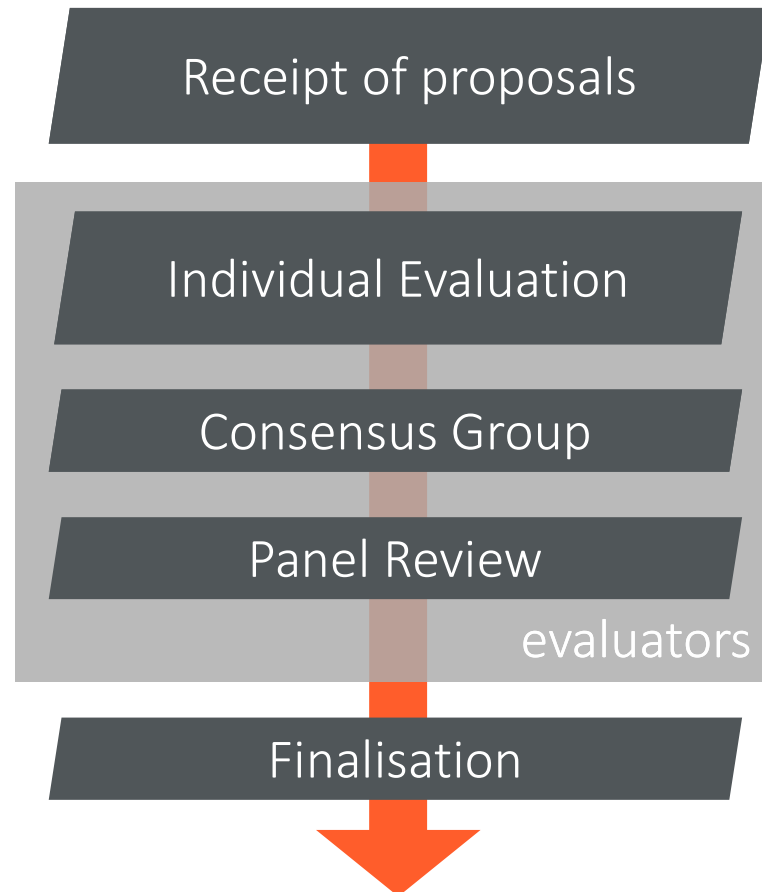 Receipt of proposals
Individual Evaluation
Consensus Group
Panel Review
evaluators
Finalisation